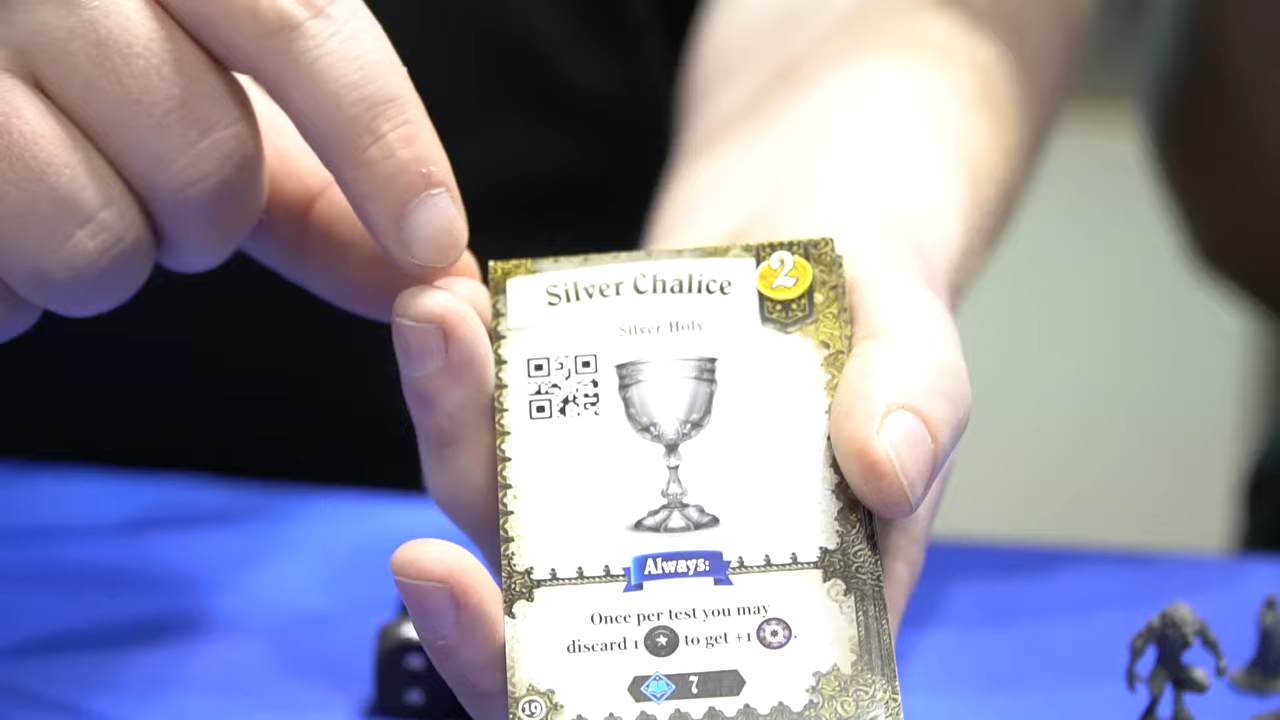 Silver Chalice
2
Silver Holy
Always:
Once per test you may
discard 1 to get +1 .
7
19